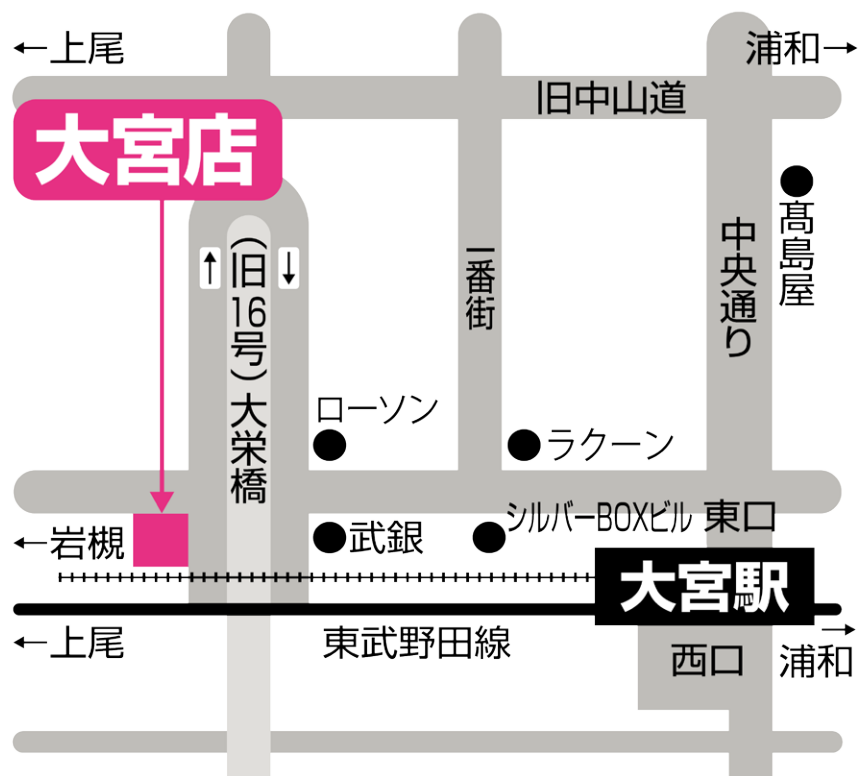 ←上尾
浦和→
旧中山道
大宮店
髙島屋
中央通り
一番街
↑
↓
(旧16号)大栄橋
ローソン
ラクーン
シルバーBOXビル
東口
武銀
←岩槻
大宮駅
←上尾
東武野田線
西口
→
浦和